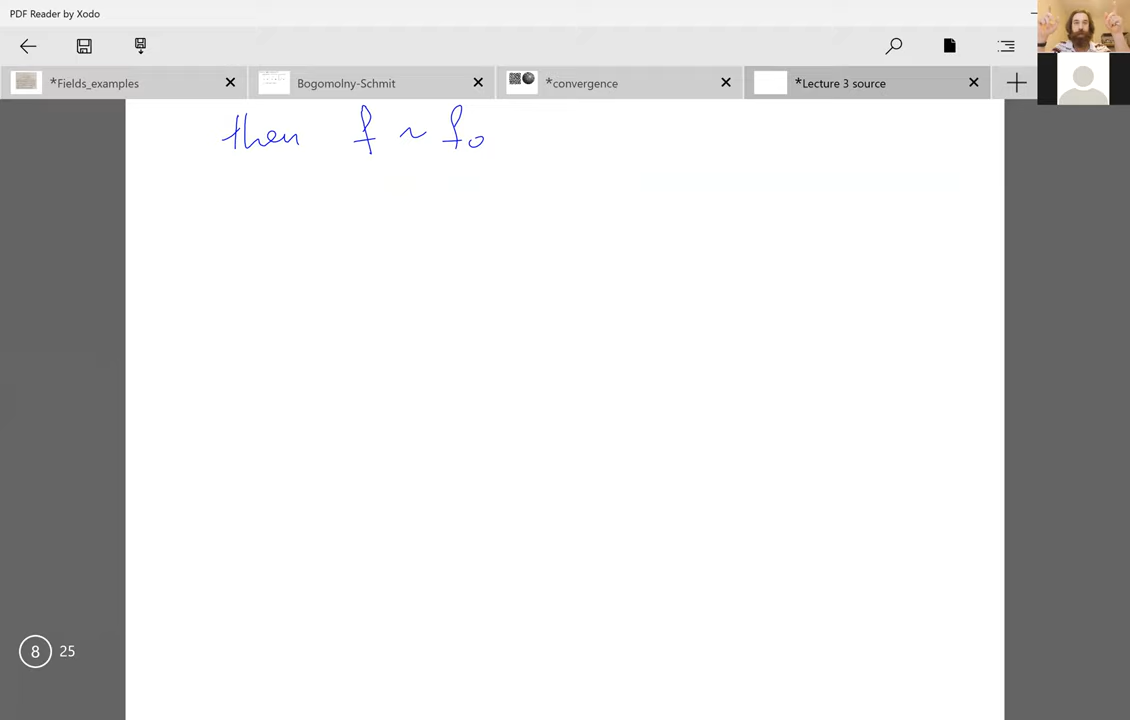 PDF Reader by Xodo
*Fields_examples
Bogomolny-Schmit
*convergence
*Lecture 3 source
then f ~ f₀
8 25